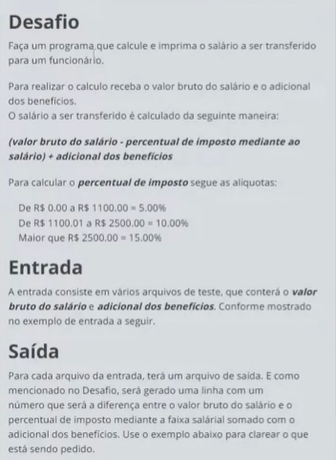 Desafio
Faça um programa que calcule e imprima o salário a ser transferido
para um funcionário.
Para realizar o calculo receba o valor bruto do salário e o adicional
dos benefícios.
O salário a ser transferido é calculado da seguinte maneira:
(valor bruto do salário - percentual de imposto mediante ao
salário) + adicional dos benefícios
Para calcular o percentual de imposto segue as aliquotas:
De R$ 0.00 a R$ 1100.00 = 5.00%
De R$ 1100.01 a R$ 2500.00 = 10.00%
Maior que R$ 2500.00 = 15.00%
Entrada
A entrada consiste em vários arquivos de teste, que conterá o valor
bruto do salário e adicional dos benefícios. Conforme mostrado
no exemplo de entrada a seguir.
Saída
Para cada arquivo da entrada, terá um arquivo de saída. E como
mencionado no Desafio, será gerado uma linha com um
número que será a diferença entre o valor bruto do salário e o
percentual de imposto mediante a faixa salárial somado com o
adicional dos benefícios. Use o exemplo abaixo para clarear o que
está sendo pedido.